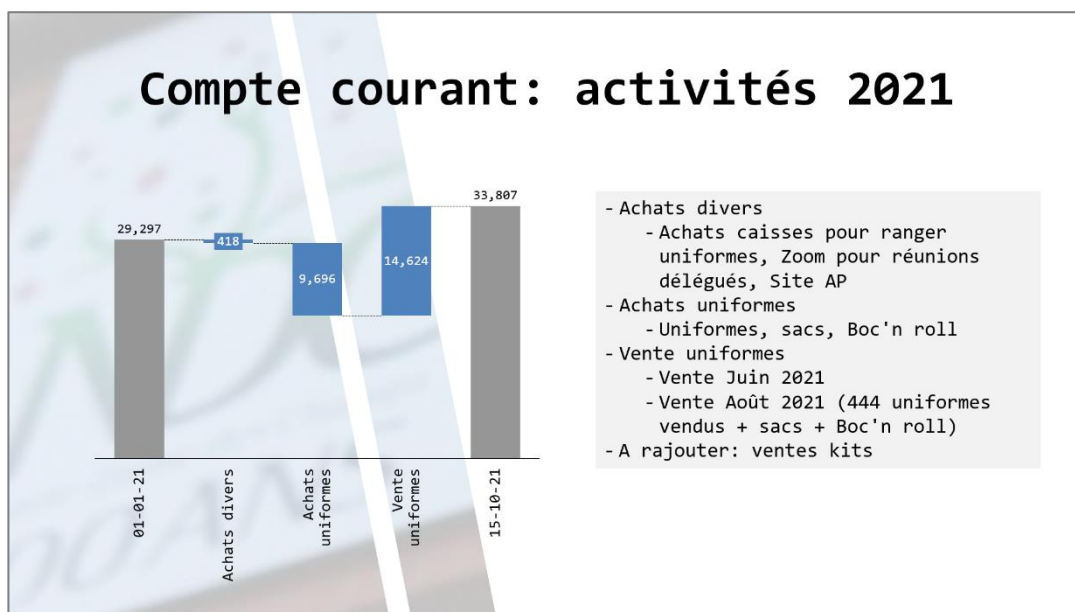 Compte courant: activités 2021
33,807
29,297
418
14,624
9,696
01-01-21
Achats divers
Achats
uniformes
Vente
uniformes
15-10-21
- Achats divers
- Achats caisses pour ranger
uniformes, Zoom pour réunions
délégués, Site AP
- Achats uniformes
- Uniformes, sacs, Boc'n roll
- Vente uniformes
- Vente Juin 2021
- Vente Août 2021 (444 uniformes
vendus + sacs + Boc'n roll)
- A rajouter: ventes kits